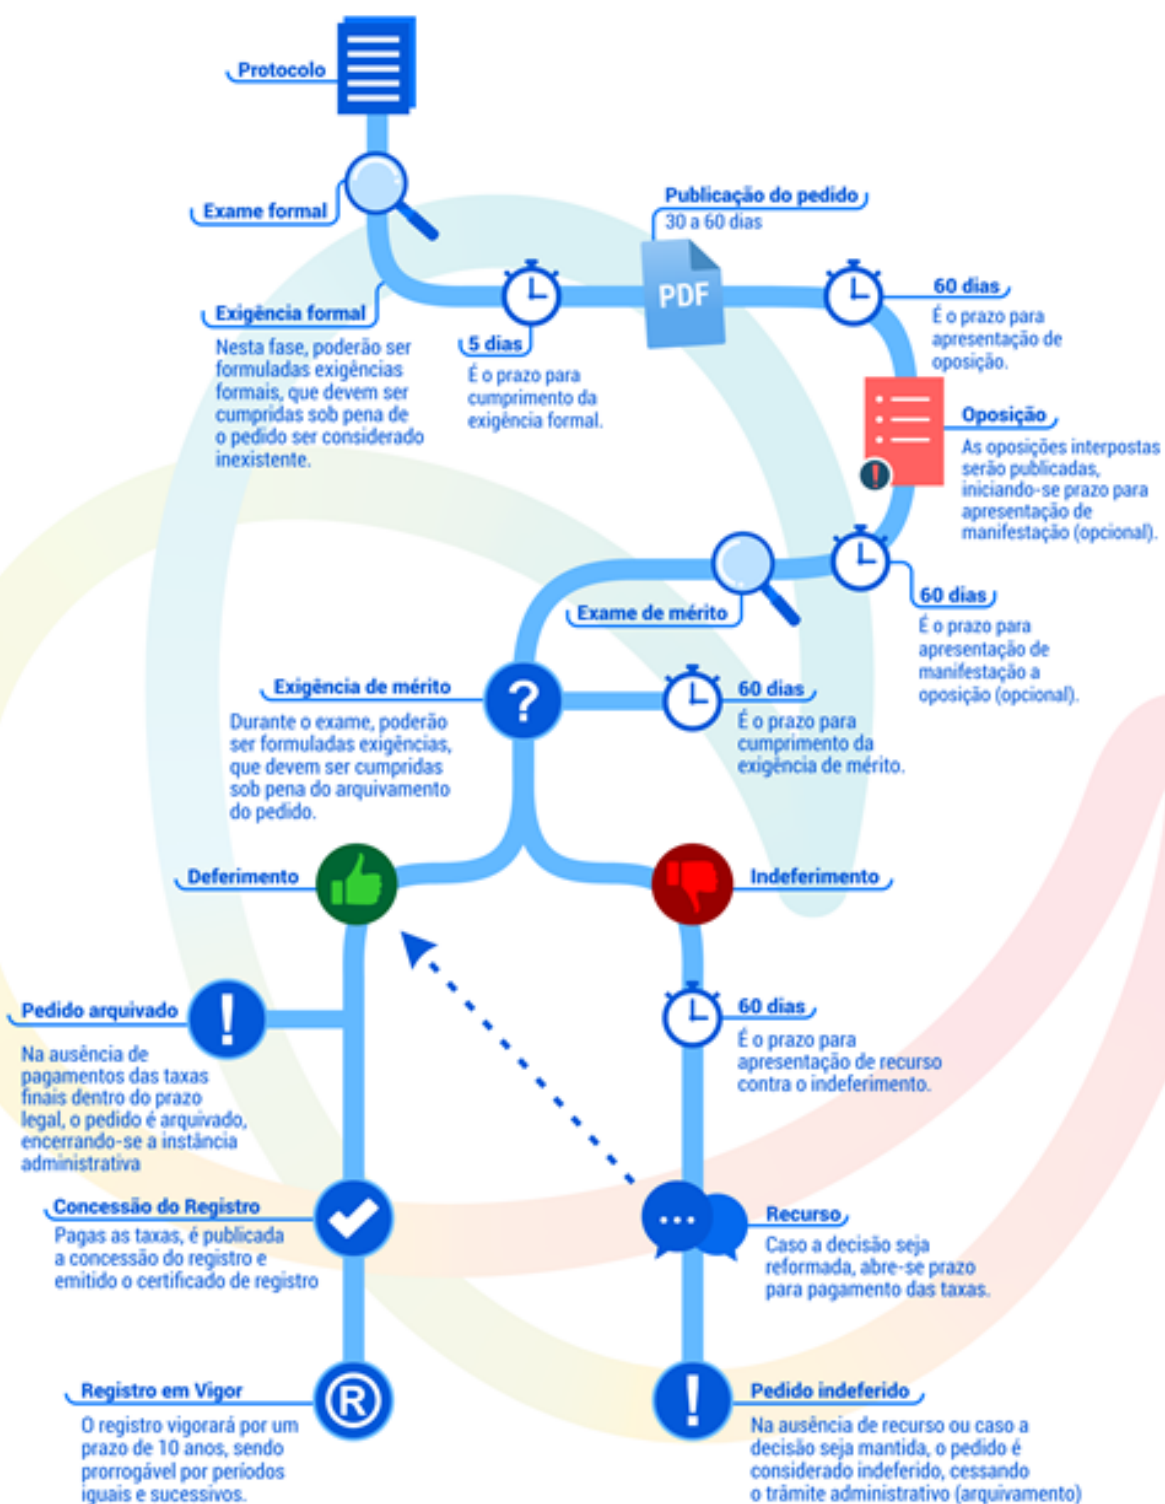 Protocolo
Exame formal
Exigência formal
Nesta fase, poderão ser
formuladas exigências
formais, que devem ser
cumpridas sob pena de
o pedido ser considerado
inexistente.
5 dias
É o prazo para
cumprimento da
exigência formal.
Publicação do pedido
30 a 60 dias
PDF
60 dias
É o prazo para
apresentação de
oposição.
Oposição
As oposições interpostas
serão publicadas,
iniciando-se prazo para
apresentação de
manifestação (opcional).
60 dias
É o prazo para
apresentação de
manifestação a
oposição (opcional).
Exame de mérito
Exigência de mérito
Durante o exame, poderão
ser formuladas exigências,
que devem ser cumpridas
sob pena do arquivamento
do pedido.
?
60 dias
É o prazo para
cumprimento da
exigência de mérito.
Deferimento
Indeferimento
Pedido arquivado
!
Na ausência de
pagamentos das taxas
finais dentro do prazo
legal, o pedido é arquivado,
encerrando-se a instância
administrativa
60 dias
É o prazo para
apresentação de recurso
contra o indeferimento.
Concessão do Registro
Pagas as taxas, é publicada
a concessão do registro e
emitido o certificado de registro
Recurso
Caso a decisão seja
reformada, abre-se prazo
para pagamento das taxas.
Registro em Vigor
®
O registro vigorará por um
prazo de 10 anos, sendo
prorrogável por períodos
iguais e sucessivos.
!
Pedido indeferido
Na ausência de recurso ou caso a
decisão seja mantida, o pedido é
considerado indeferido, cessando
o trâmite administrativo (arquivamento)